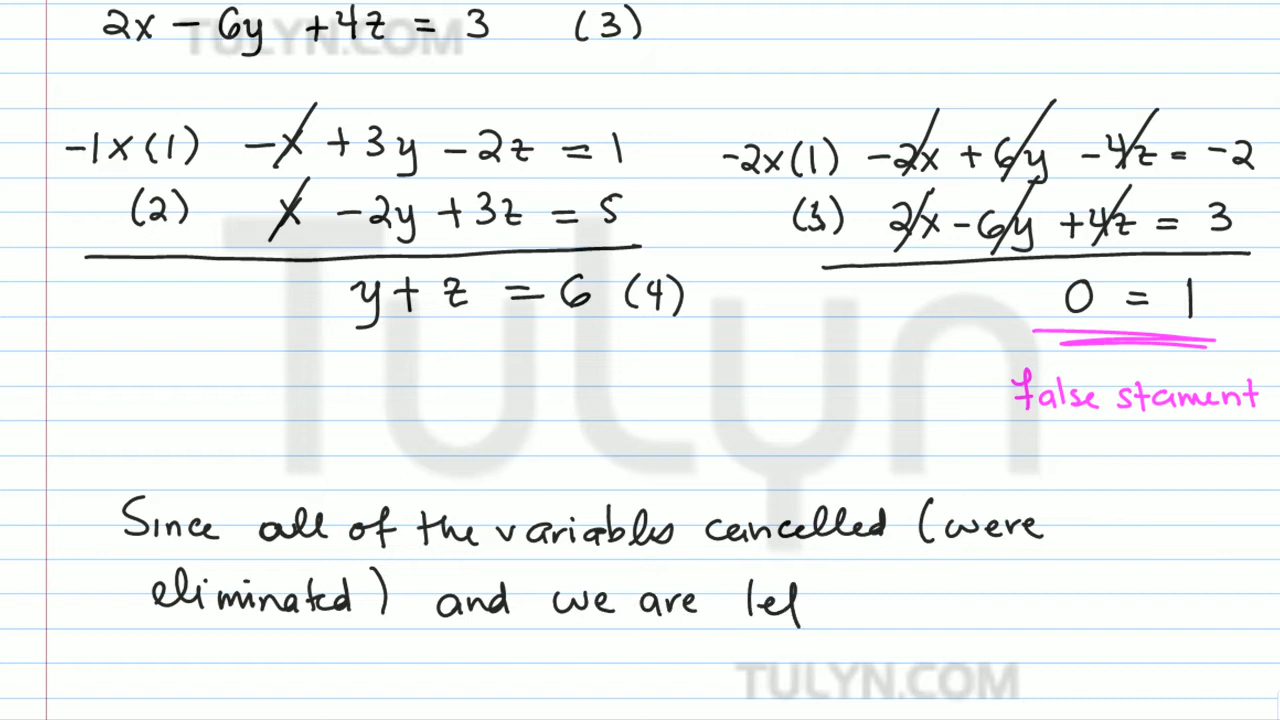 2x - 6y + 4z = 3 (3)
TULYN.COM
-1x(1) -x + 3y - 2z = 1
(2) x - 2y + 3z = 5
y + z = 6 (4)
-2x(1) -2x + 6y - 4z = -2
(3) 2x - 6y + 4z = 3
0 = 1
false stament
TuLyn
Since all of the variables cancelled (were
eliminated) and we are lef
TULYN.COM